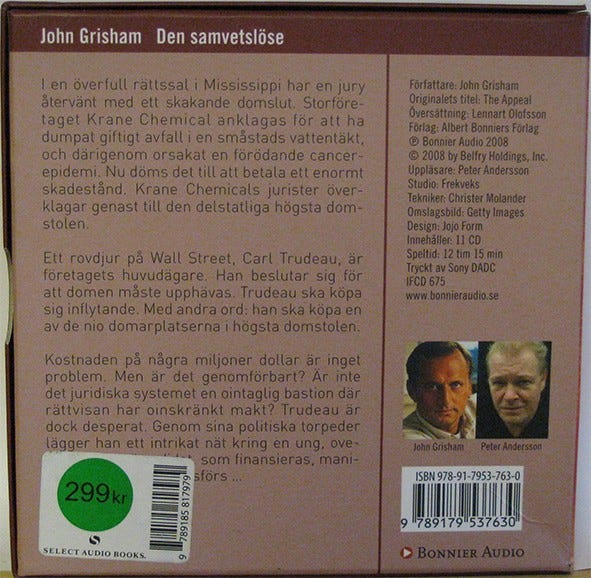 John Grisham Den samvetslöse
I en överfull rättssal i Mississippi har en jury
återvänt med ett skakande domslut. Storföre-
taget Krane Chemical anklagas för att ha
dumpat giftigt avfall i en småstads vattentäkt,
och därigenom orsakat en förödande cancer-
epidemi. Nu döms det till att betala ett enormt
skadestånd. Krane Chemicals jurister över-
klagar genast till den delstatliga högsta dom-
stolen.
Ett rovdjur på Wall Street, Carl Trudeau, är
företagets huvudägare. Han beslutar sig för
att domen måste upphävas. Trudeau ska köpa
sig inflytande. Med andra ord: han ska köpa en
av de nio domarplatserna i högsta domstolen.
Kostnaden på några miljoner dollar är inget
problem. Men är det genomförbart? Är inte
det juridiska systemet en ointaglig bastion där
rättvisan har oinskränkt makt? Trudeau är
dock desperat. Genom sina politiska torpeder
lägger han ett intrikat nät kring en ung, ove-
som finansieras, mani-
sförs ...
299 kr
SELECT AUDIO BOOKS.
9 789185 817979
Författare: John Grisham
Originalets titel: The Appeal
Översättning: Lennart Olofsson
Förlag: Albert Bonniers Förlag
℗ Bonnier Audio 2008
© 2008 by Belfry Holdings, Inc.
Uppläsare: Peter Andersson
Studio: Frekveks
Tekniker: Christer Molander
Omslagsbild: Getty Images
Design: Jojo Form
Innehåller: 11 CD
Speltid: 12 tim 15 min
Tryckt av Sony DADC
IFCD 675
www.bonnieraudio.se
John Grisham Peter Andersson
ISBN 978-91-7953-763-0
9 789179 537630
BONNIER AUDIO